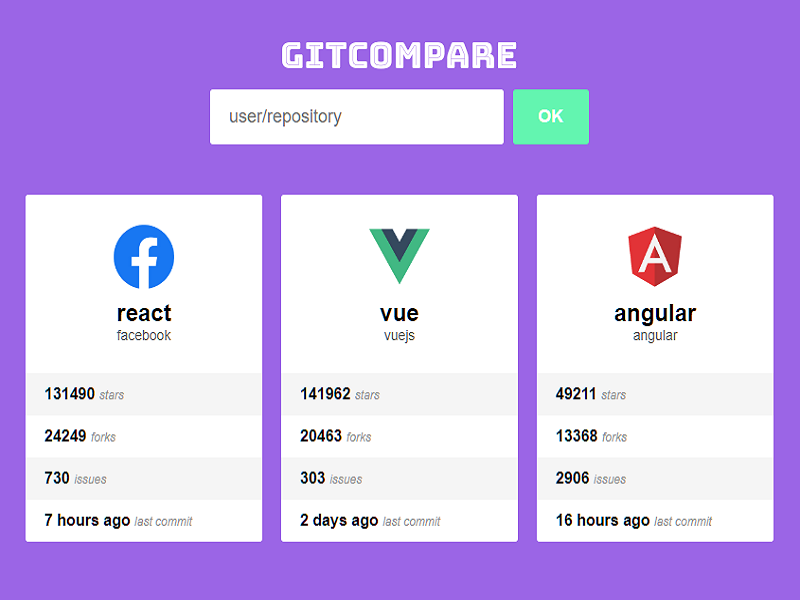 GITCOMPARE
user/repository OK
react
facebook
131490 stars
24249 forks
730 issues
7 hours ago last commit
vue
vuejs
141962 stars
20463 forks
303 issues
2 days ago last commit
A
angular
angular
49211 stars
13368 forks
2906 issues
16 hours ago last commit